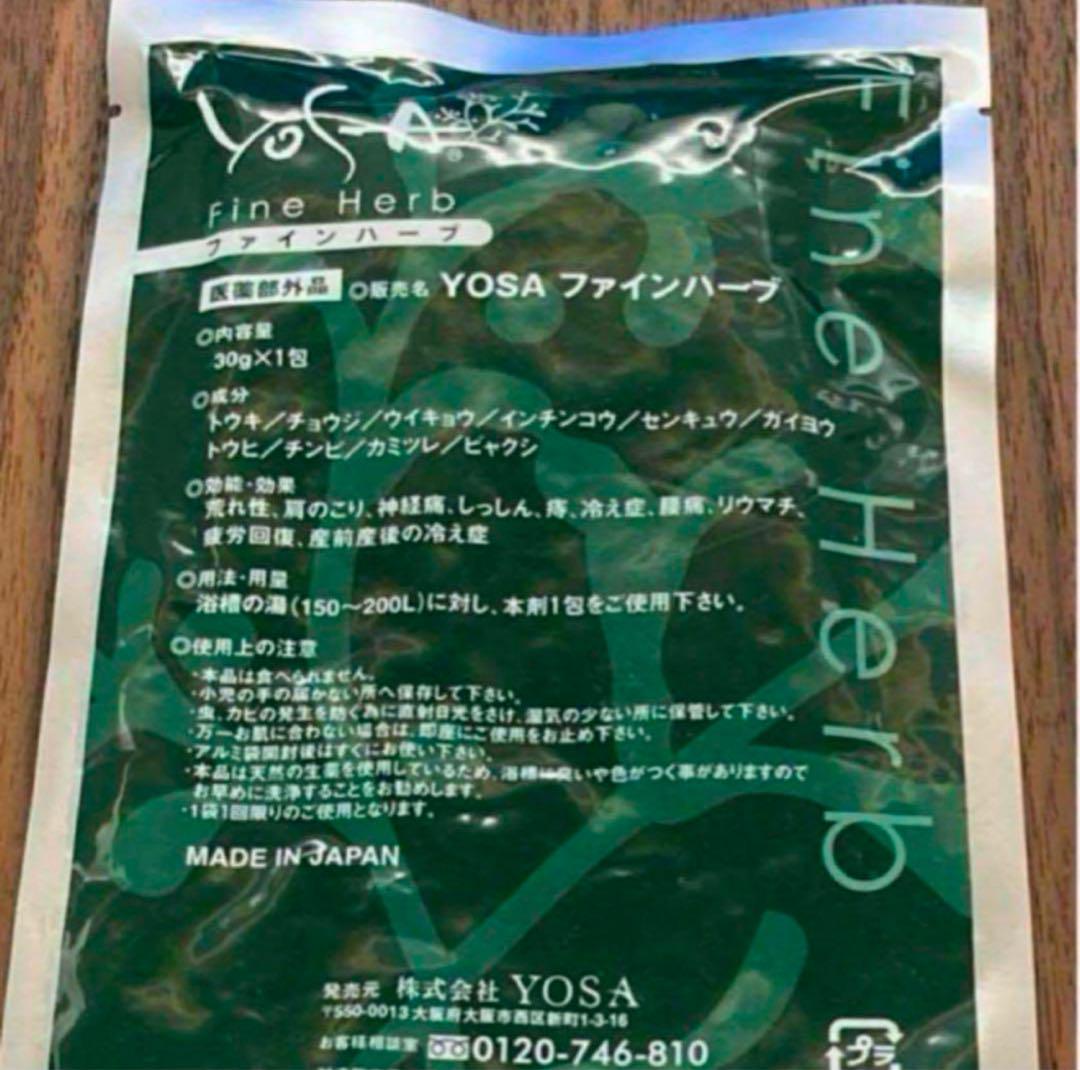 YOSA
Fine Herb
ファインハーブ
医薬部外品 ◎販売名 YOSA ファインハーブ
◎内容量
30g×1包
◎成分
トウキ／チョウジ／ウイキョウ／インチンコウ／センキュウ／ガイヨウ
トウヒ／チンピ／カミツレ／ビャクシ
◎効能・効果
荒れ性、肩のこり、神経痛、しっしん、痔、冷え症、腰痛、リウマチ、
疲労回復、産前産後の冷え症
◎用法・用量
浴槽の湯(150〜200L)に対し、本剤1包をご使用下さい。
◎使用上の注意
・本品は食べられません。
・小児の手の届かない所へ保存して下さい。
・虫、カビの発生を防ぐ為に直射日光をさけ、湿気の少ない所に保管して下さい。
・万一お肌に合わない場合は、即座にご使用をお止め下さい。
・アルミ袋開封後はすぐにお使い下さい。
・本品は天然の生薬を使用しているため、浴槽に臭いや色がつく事がありますので
お早めに洗浄することをお勧めします。
・1袋1回限りのご使用となります。
MADE IN JAPAN
発売元 株式会社 YOSA
〒550-0013 大阪府大阪市西区新町1-3-16
お客様相談室 0120-746-810
プラ
Fine Herb